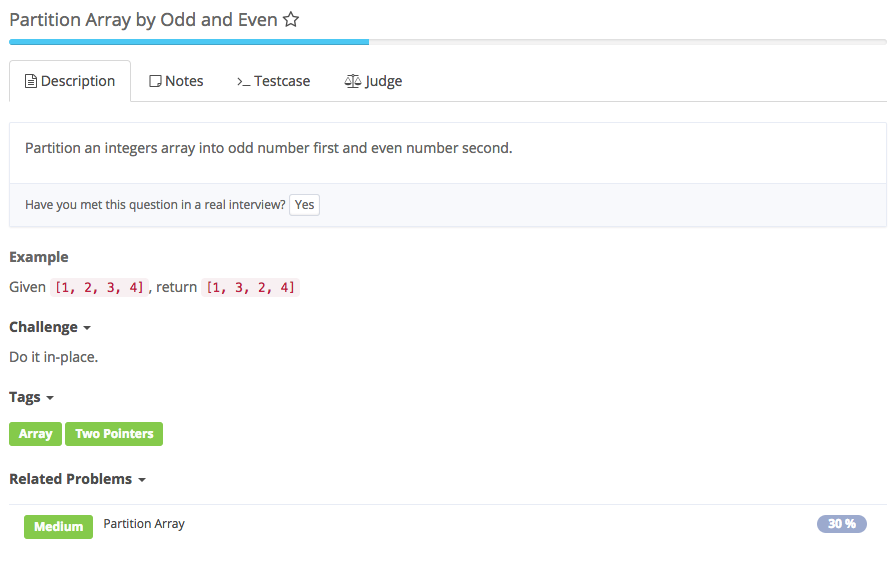 Partition Array by Odd and Even
Description Notes Testcase Judge
Partition an integers array into odd number first and even number second.
Have you met this question in a real interview? Yes
Example
Given [1, 2, 3, 4], return [1, 3, 2, 4]
Challenge
Do it in-place.
Tags
Array Two Pointers
Related Problems
Medium Partition Array 30 %